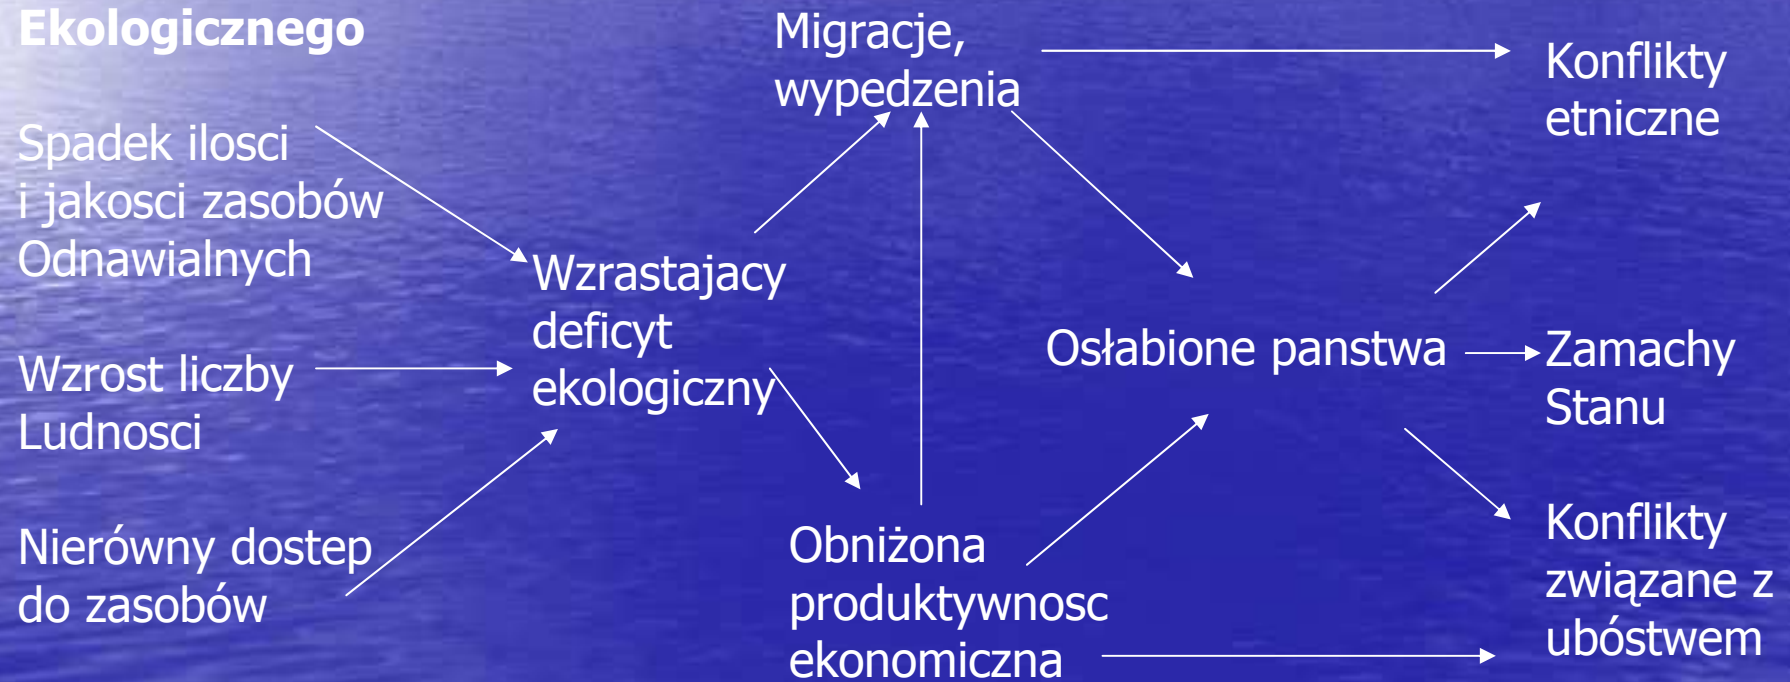 Ekologicznego
Spadek ilosci
i jakosci zasobów
Odnawialnych
Wzrost liczby
Ludnosci
Nierówny dostep
do zasobów
Wzrastajacy
deficyt
ekologiczny
Migracje,
wypedzenia
Obniżona
produktywnosc
ekonomiczna
Osłabione panstwa
Konflikty
etniczne
Zamachy
Stanu
Konflikty
związane z
ubóstwem